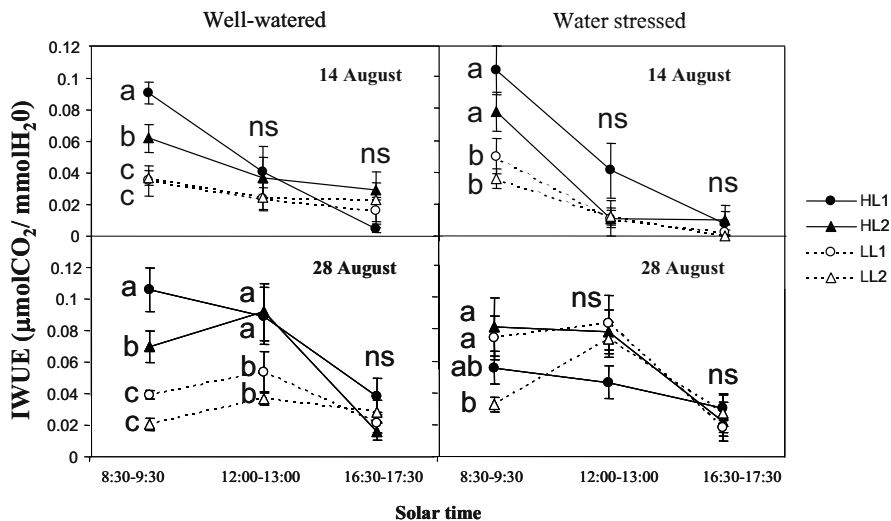 Well-watered
Water stressed
IWUE (µmolCO2/ mmolH20)
0.12
0.1
0.08
0.06
0.04
0.02
0
14 August
a
b
c
c
ns
ns
14 August
a
a
b
b
ns
ns
HL1
HL2
LL1
LL2
0.12
0.1
0.08
0.06
0.04
0.02
0
28 August
a
b
c
c
a
a
b
b
ns
28 August
a
a
ab
b
ns
ns
8:30-9:30
12:00-13:00
16:30-17:30
8:30-9:30
12:00-13:00
16:30-17:30
Solar time